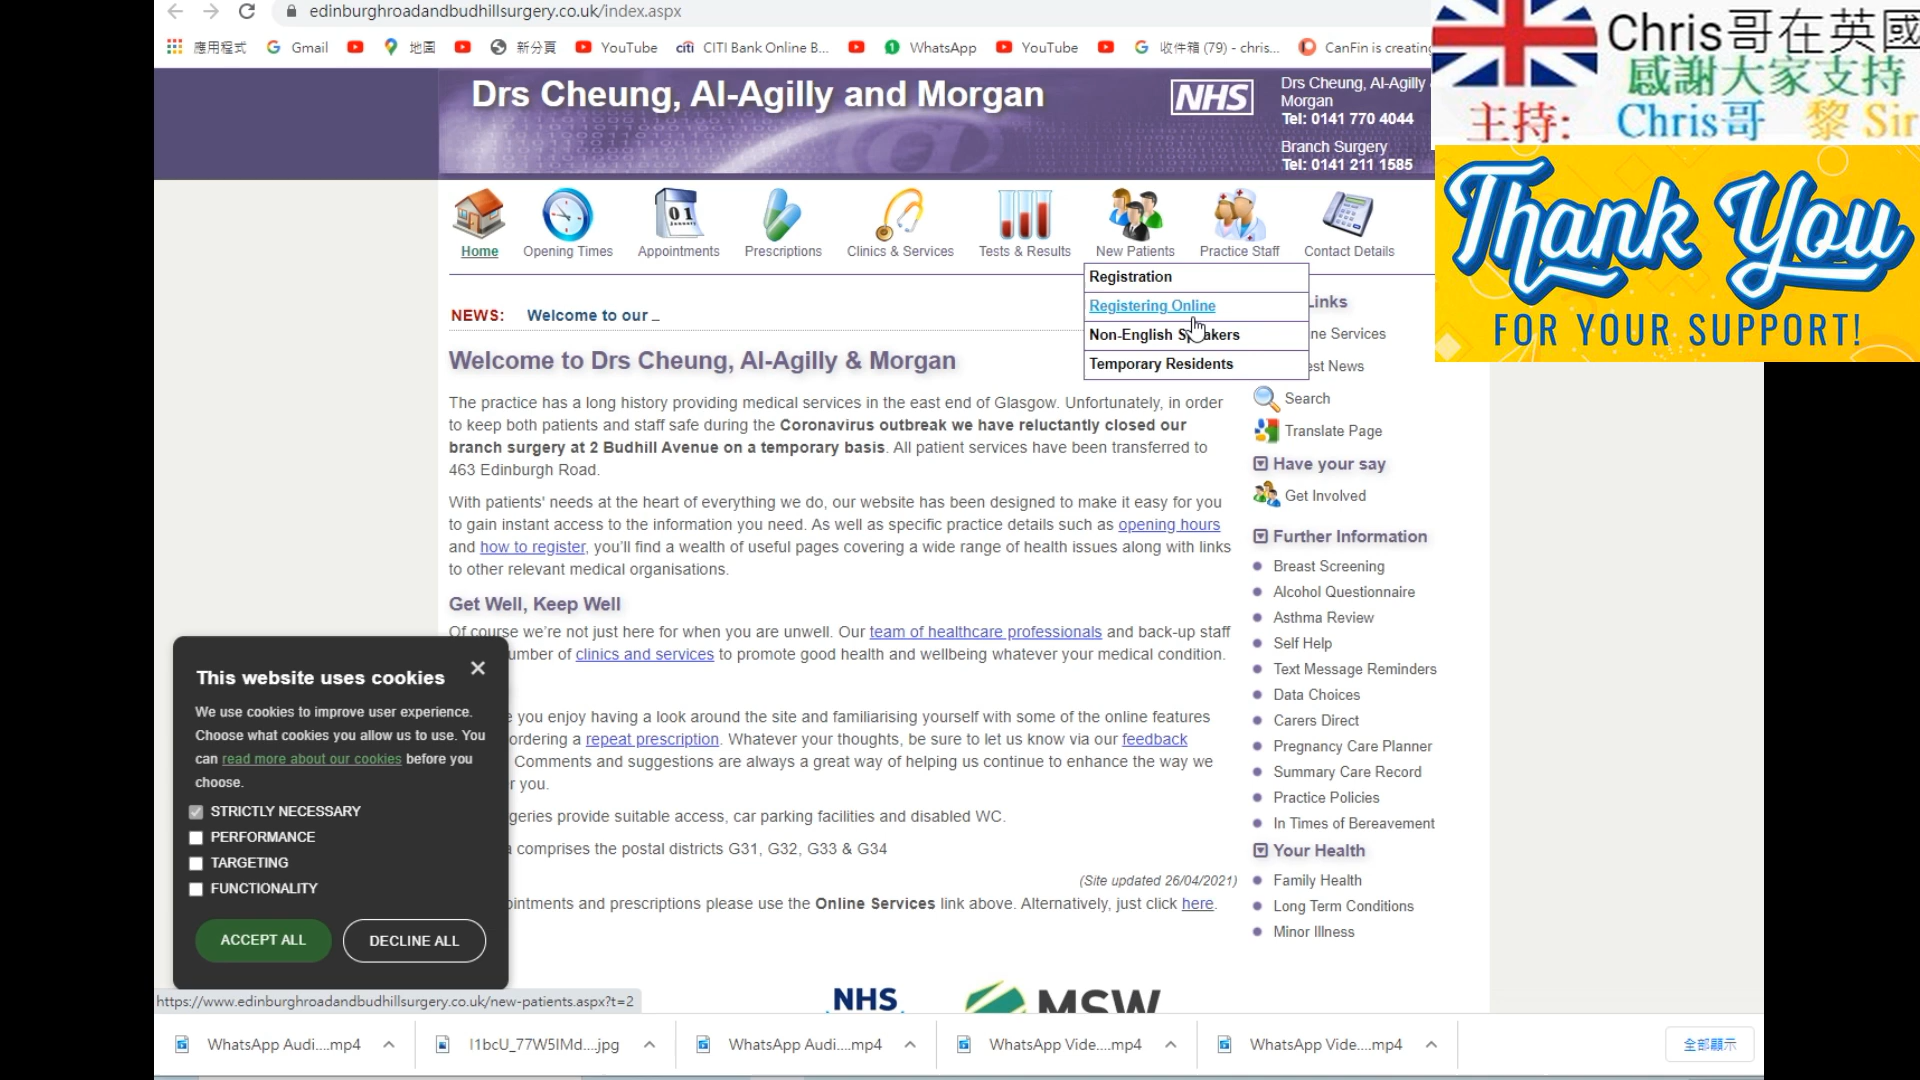 edinburghroadandbudhillsurgery.co.uk/index.aspx
應用程式 Gmail 地圖 新分頁 YouTube citi CITI Bank Online B... WhatsApp YouTube 收件箱 (79) - chris... CanFin is creating
Chris哥在英國
感謝大家支持
主持: Chris哥 黎 Sir
Thank You
FOR YOUR SUPPORT!
Drs Cheung, Al-Agilly and Morgan
NHS
Drs Cheung, Al-Agilly
Morgan
Tel: 0141 770 4044
Branch Surgery
Tel: 0141 211 1585
01
January
Home Opening Times Appointments Prescriptions Clinics & Services Tests & Results New Patients Practice Staff Contact Details
Registration
Registering Online
Non-English Sp akers
Temporary Residents
NEWS: Welcome to our _
Welcome to Drs Cheung, Al-Agilly & Morgan
The practice has a long history providing medical services in the east end of Glasgow. Unfortunately, in order
to keep both patients and staff safe during the Coronavirus outbreak we have reluctantly closed our
branch surgery at 2 Budhill Avenue on a temporary basis. All patient services have been transferred to
463 Edinburgh Road.
With patients' needs at the heart of everything we do, our website has been designed to make it easy for you
to gain instant access to the information you need. As well as specific practice details such as opening hours
and how to register, you'll find a wealth of useful pages covering a wide range of health issues along with links
to other relevant medical organisations.
Get Well, Keep Well
Of course we're not just here for when you are unwell. Our team of healthcare professionals and back-up staff
umber of clinics and services to promote good health and wellbeing whatever your medical condition.
e you enjoy having a look around the site and familiarising yourself with some of the online features
ordering a repeat prescription. Whatever your thoughts, be sure to let us know via our feedback
Comments and suggestions are always a great way of helping us continue to enhance the way we
r you.
geries provide suitable access, car parking facilities and disabled WC.
a comprises the postal districts G31, G32, G33 & G34
(Site updated 26/04/2021)
ointments and prescriptions please use the Online Services link above. Alternatively, just click here.
NHS
MSW
Links
ne Services
est News
Search
Translate Page
Have your say
Get Involved
Further Information
Breast Screening
Alcohol Questionnaire
Asthma Review
Self Help
Text Message Reminders
Data Choices
Carers Direct
Pregnancy Care Planner
Summary Care Record
Practice Policies
In Times of Bereavement
Your Health
Family Health
Long Term Conditions
Minor Illness
This website uses cookies
We use cookies to improve user experience.
Choose what cookies you allow us to use. You
can read more about our cookies before you
choose.
STRICTLY NECESSARY
PERFORMANCE
TARGETING
FUNCTIONALITY
ACCEPT ALL DECLINE ALL
https://www.edinburghroadandbudhillsurgery.co.uk/new-patients.aspx?t=2
WhatsApp Audi....mp4 I1bcU_77W5IMd....jpg WhatsApp Audi....mp4 WhatsApp Vide....mp4 WhatsApp Vide....mp4 全部顯示